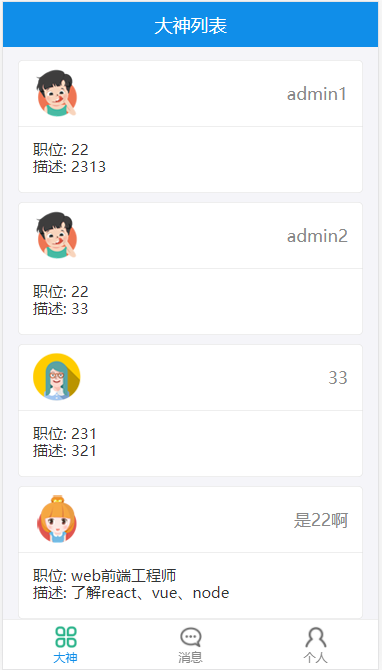 大神列表
admin1
职位: 22
描述: 2313
admin2
职位: 22
描述: 33
33
职位: 231
描述: 321
是22啊
职位: web前端工程师
描述: 了解react、vue、node
大神 消息 个人